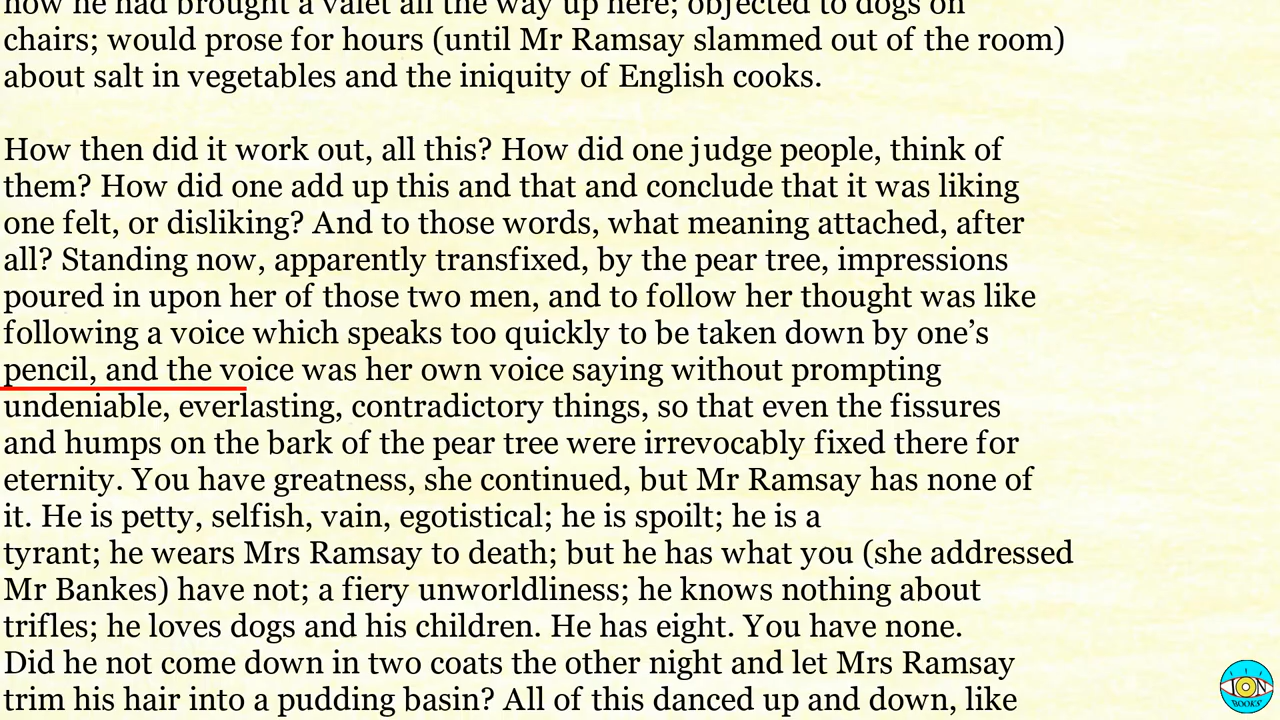 now he had brought a valet all the way up here; objected to dogs on
chairs; would prose for hours (until Mr Ramsay slammed out of the room)
about salt in vegetables and the iniquity of English cooks.
How then did it work out, all this? How did one judge people, think of
them? How did one add up this and that and conclude that it was liking
one felt, or disliking? And to those words, what meaning attached, after
all? Standing now, apparently transfixed, by the pear tree, impressions
poured in upon her of those two men, and to follow her thought was like
following a voice which speaks too quickly to be taken down by one’s
pencil, and the voice was her own voice saying without prompting
undeniable, everlasting, contradictory things, so that even the fissures
and humps on the bark of the pear tree were irrevocably fixed there for
eternity. You have greatness, she continued, but Mr Ramsay has none of
it. He is petty, selfish, vain, egotistical; he is spoilt; he is a
tyrant; he wears Mrs Ramsay to death; but he has what you (she addressed
Mr Bankes) have not; a fiery unworldliness; he knows nothing about
trifles; he loves dogs and his children. He has eight. You have none.
Did he not come down in two coats the other night and let Mrs Ramsay
trim his hair into a pudding basin? All of this danced up and down, like
ION
BOOKS